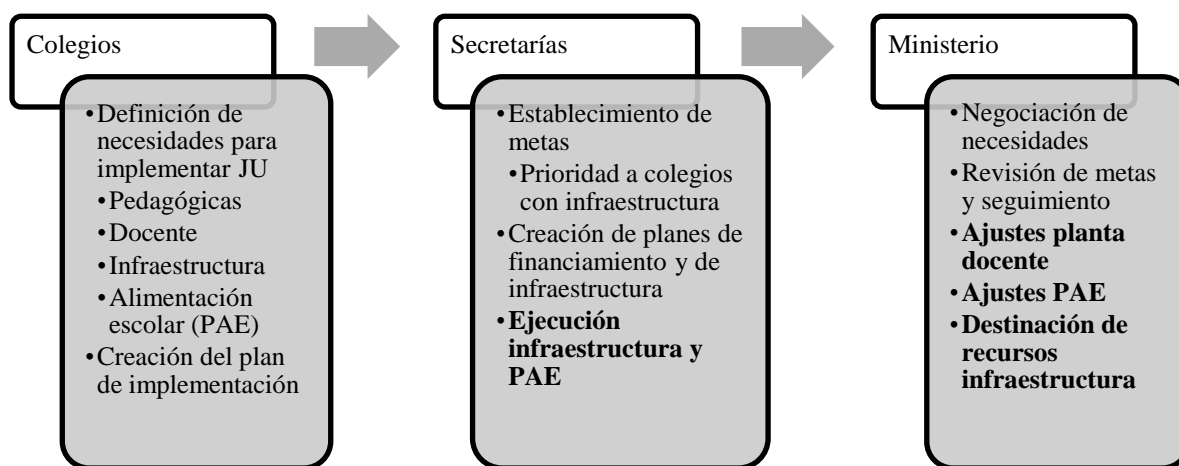 Colegios
•Definición de
necesidades para
implementar JU
•Pedagógicas
•Docente
•Infraestructura
•Alimentación
escolar (PAE)
•Creación del plan
de implementación
Secretarías
•Establecimiento de
metas
•Prioridad a colegios
con infraestructura
•Creación de planes de
financiamiento y de
infraestructura
•Ejecución
infraestructura y
PAE
Ministerio
•Negociación de
necesidades
•Revisión de metas
y seguimiento
•Ajustes planta
docente
•Ajustes PAE
•Destinación de
recursos
infraestructura